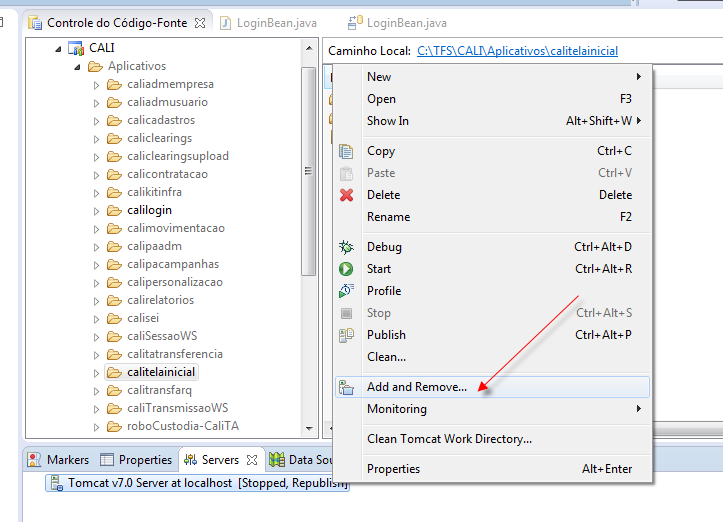 Controle do Código-Fonte
LoginBean.java
LoginBean.java
CALI
Aplicativos
caliadmempresa
caliadmusuario
calicadastros
caliclearings
caliclearingsupload
calicontratacao
calikitinfra
calilogin
calimovimentacao
calipaadm
calipacampanhas
calipersonalizacao
calirelatorios
calisei
caliSessaoWS
calitatransferencia
calitelainicial
calitransfarq
caliTransmissaoWS
roboCustodia-CaliTA
Caminho Local: C:\TFS\CALI\Aplicativos\calitelainicial
New
Open F3
Show In Alt+Shift+W
Copy Ctrl+C
Paste Ctrl+V
Delete Delete
Rename F2
Debug Ctrl+Alt+D
Start Ctrl+Alt+R
Profile
Stop Ctrl+Alt+S
Publish Ctrl+Alt+P
Clean...
Add and Remove...
Monitoring
Clean Tomcat Work Directory...
Properties Alt+Enter
Markers Properties Servers Data Sou
Tomcat v7.0 Server at localhost [Stopped, Republish]